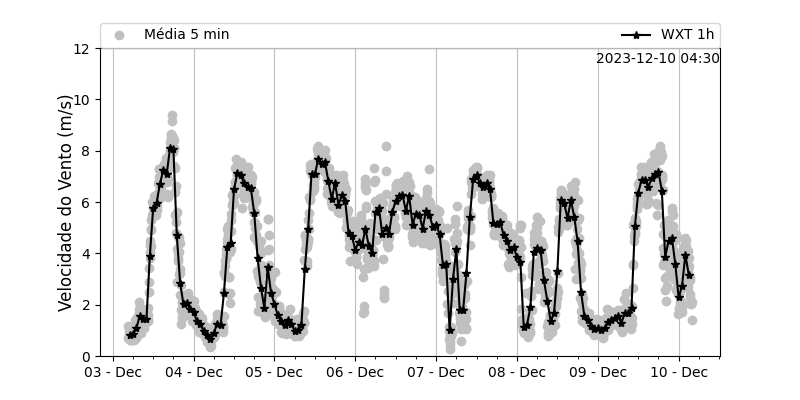 Média 5 min
WXT 1h
2023-12-10 04:30
Velocidade do Vento (m/s)
12
10
8
6
4
2
0
03 - Dec
04 - Dec
05 - Dec
06 - Dec
07 - Dec
08 - Dec
09 - Dec
10 - Dec